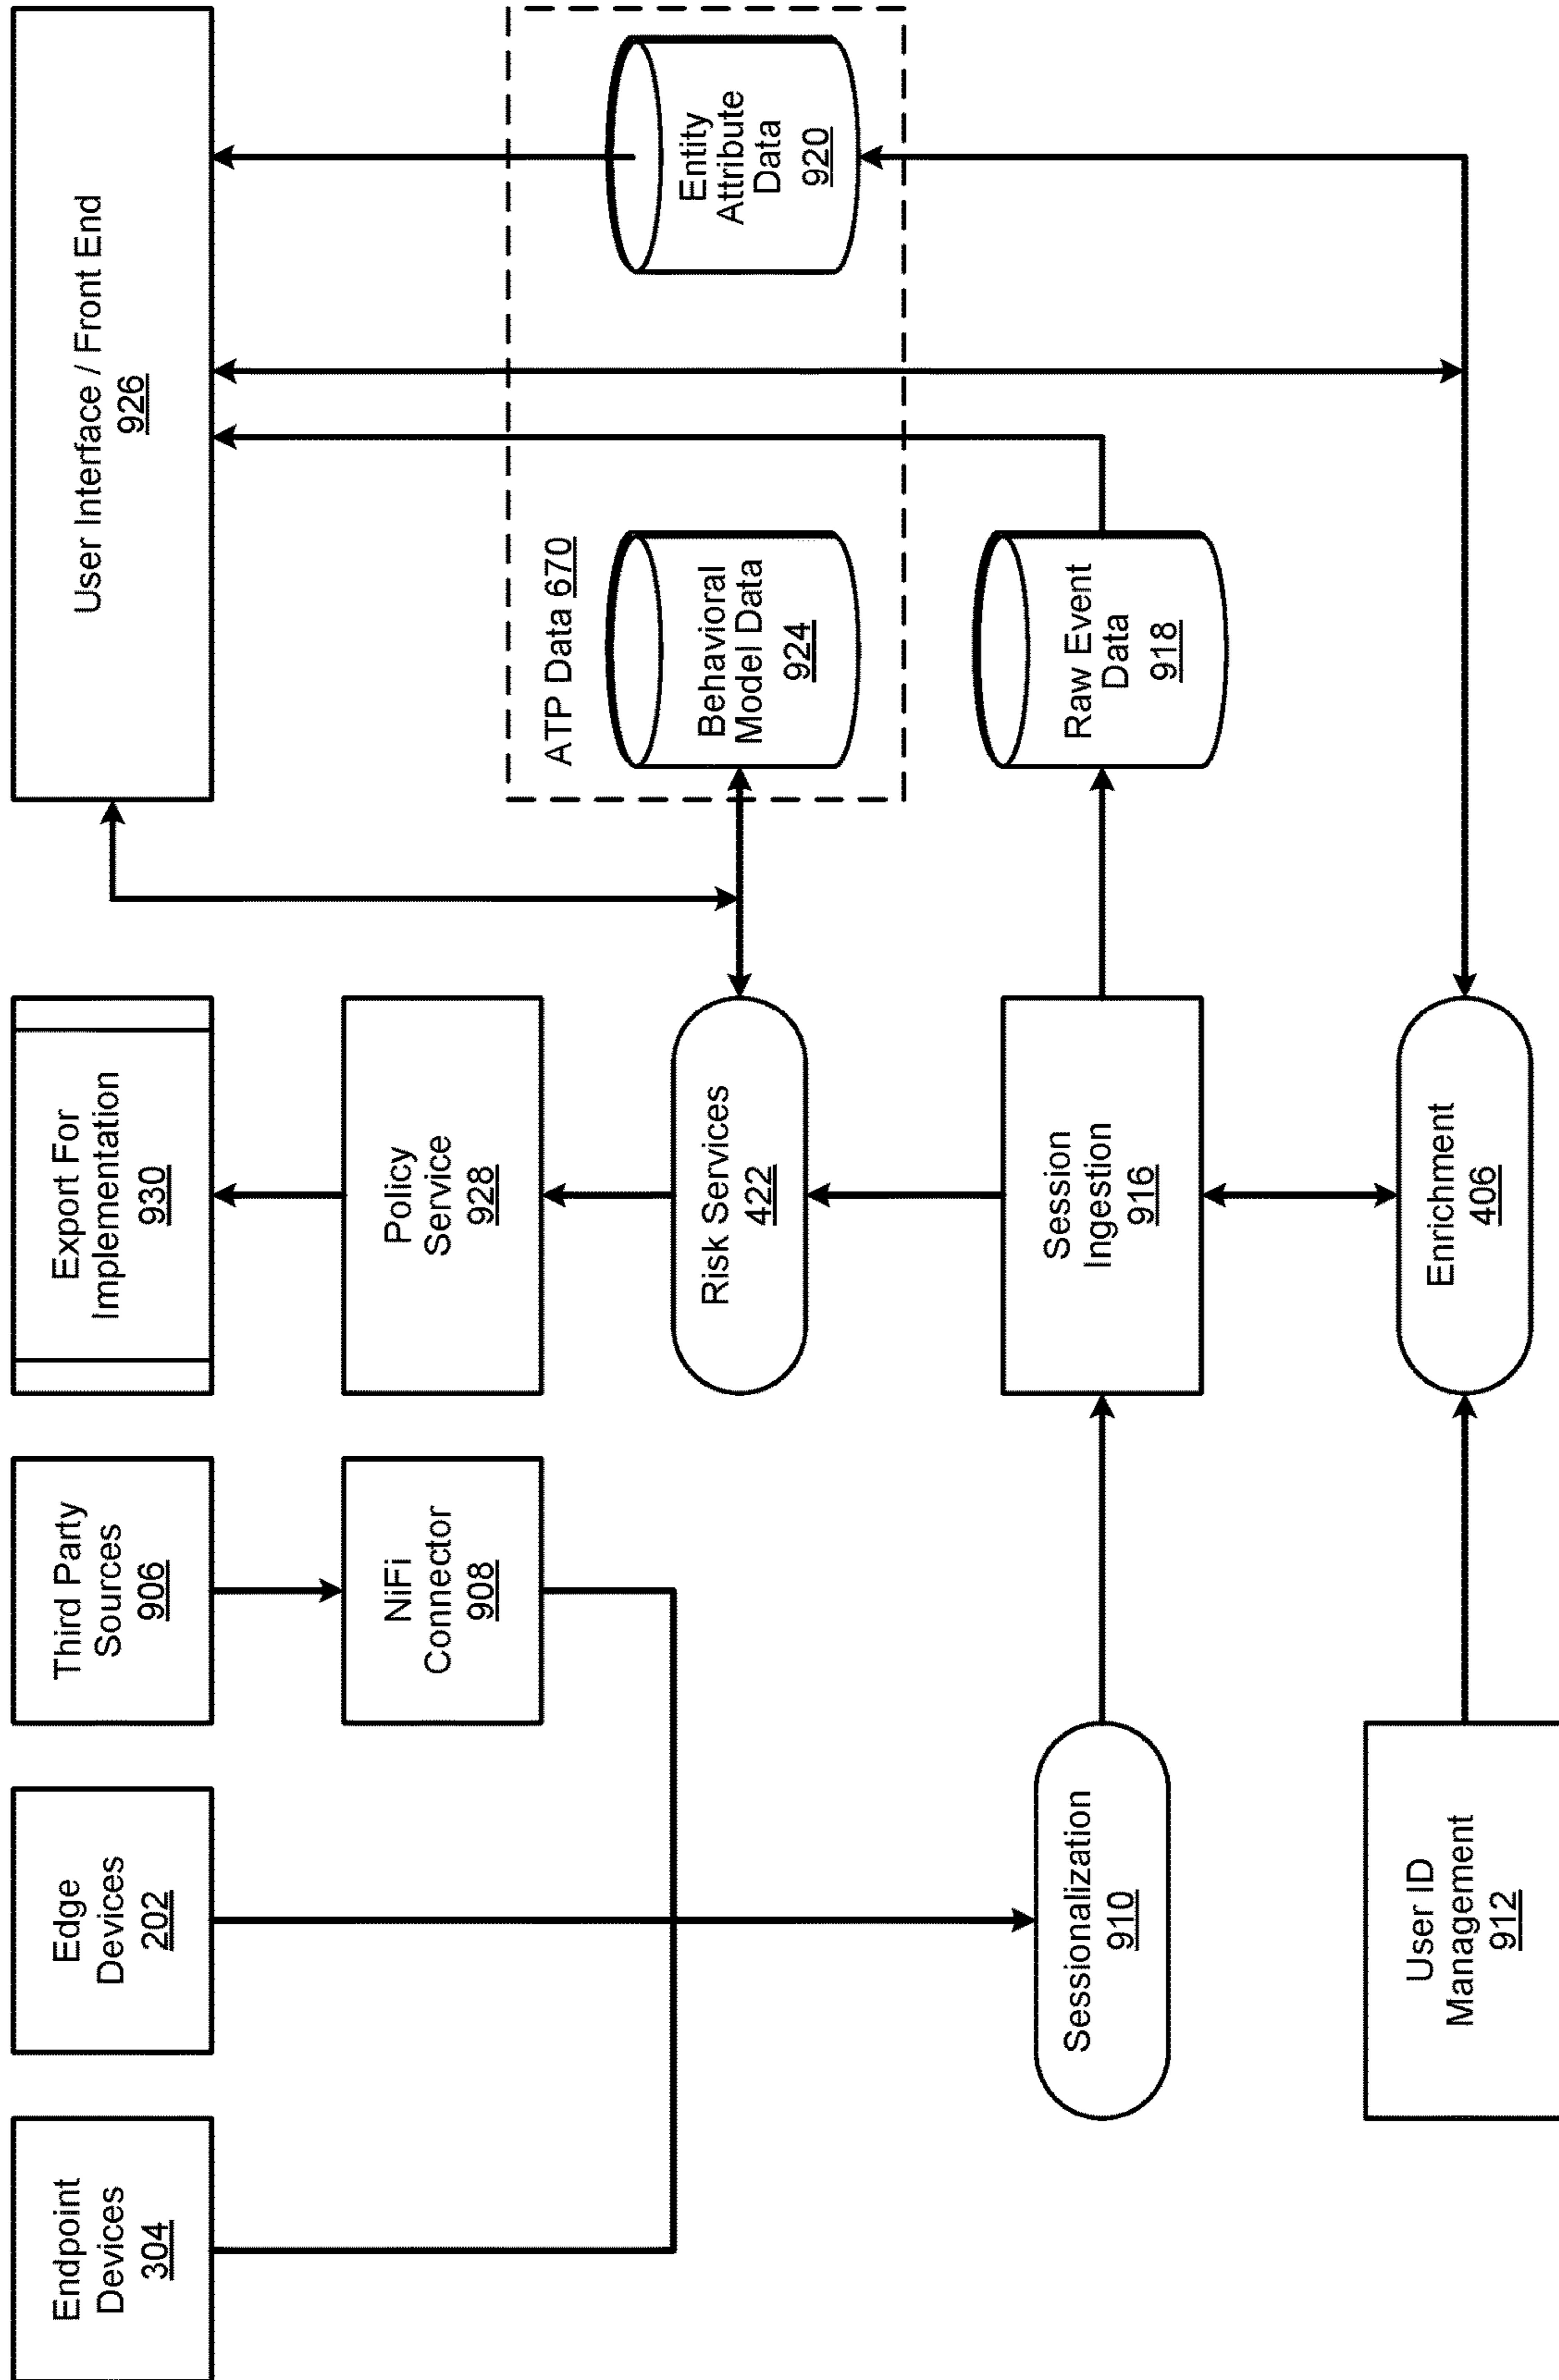 Endpoint
Devices
304
Edge
Devices
202
Third Party
Sources
906
NiFi
Connector
908
Sessionalization
910
User ID
Management
912
Export For
Implementation
930
Policy
Service
928
Risk Services
422
Session
Ingestion
916
Enrichment
406
User Interface / Front End
926
ATP Data 670
Behavioral
Model Data
924
Entity
Attribute
Data
920
Raw Event
Data
918